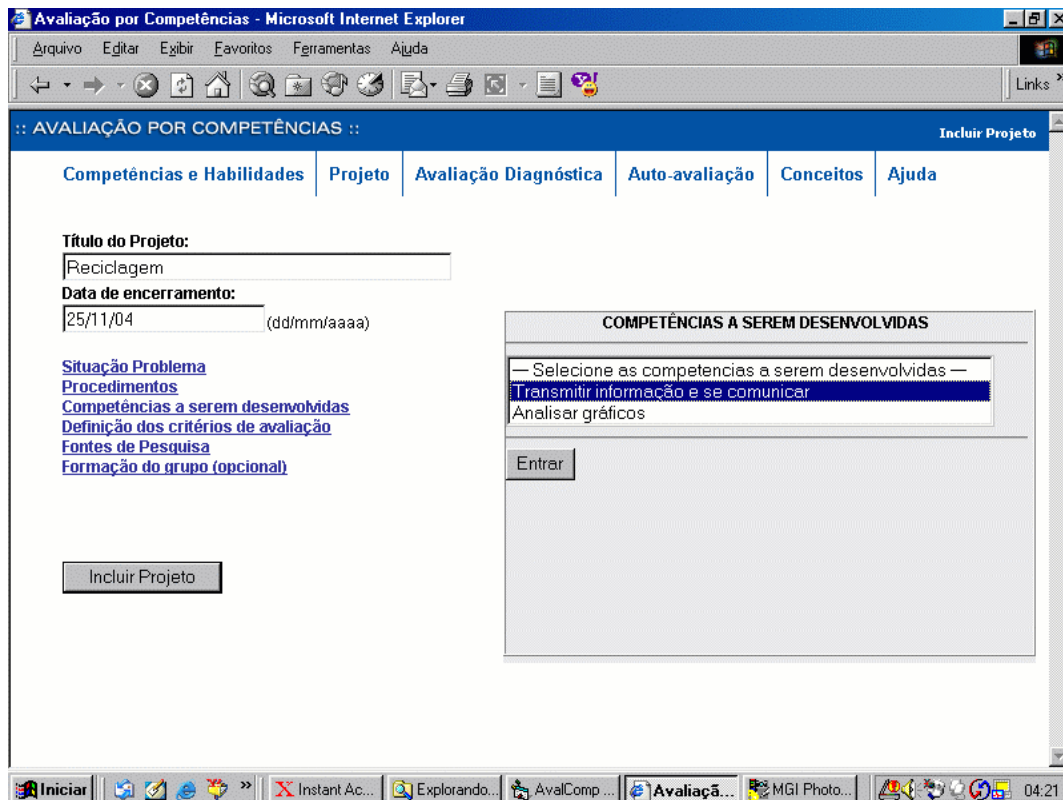 Avaliação por Competências - Microsoft Internet Explorer
Arquivo Editar Exibir Favoritos Ferramentas Ajuda
Links »
:: AVALIAÇÃO POR COMPETÊNCIAS ::
Incluir Projeto
Competências e Habilidades Projeto Avaliação Diagnóstica Auto-avaliação Conceitos Ajuda
Título do Projeto:
Reciclagem
Data de encerramento:
25/11/04 (dd/mm/aaaa)
Situação Problema
Procedimentos
Competências a serem desenvolvidas
Definição dos critérios de avaliação
Fontes de Pesquisa
Formação do grupo (opcional)
Incluir Projeto
COMPETÊNCIAS A SEREM DESENVOLVIDAS
— Selecione as competencias a serem desenvolvidas —
Transmitir informação e se comunicar
Analisar gráficos
Entrar
Iniciar » Instant Ac... Explorando... AvalComp ... Avaliaçã... MGI Photo... 04:21